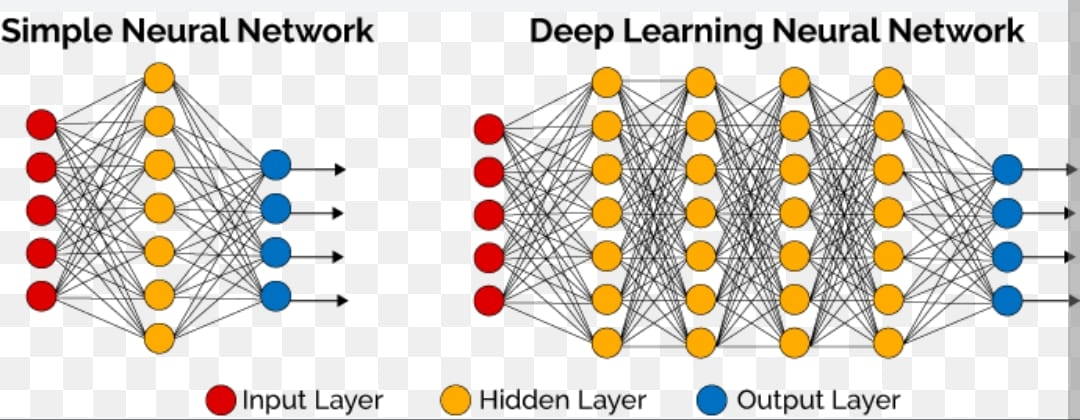 Simple Neural Network
Deep Learning Neural Network
Input Layer
Hidden Layer
Output Layer